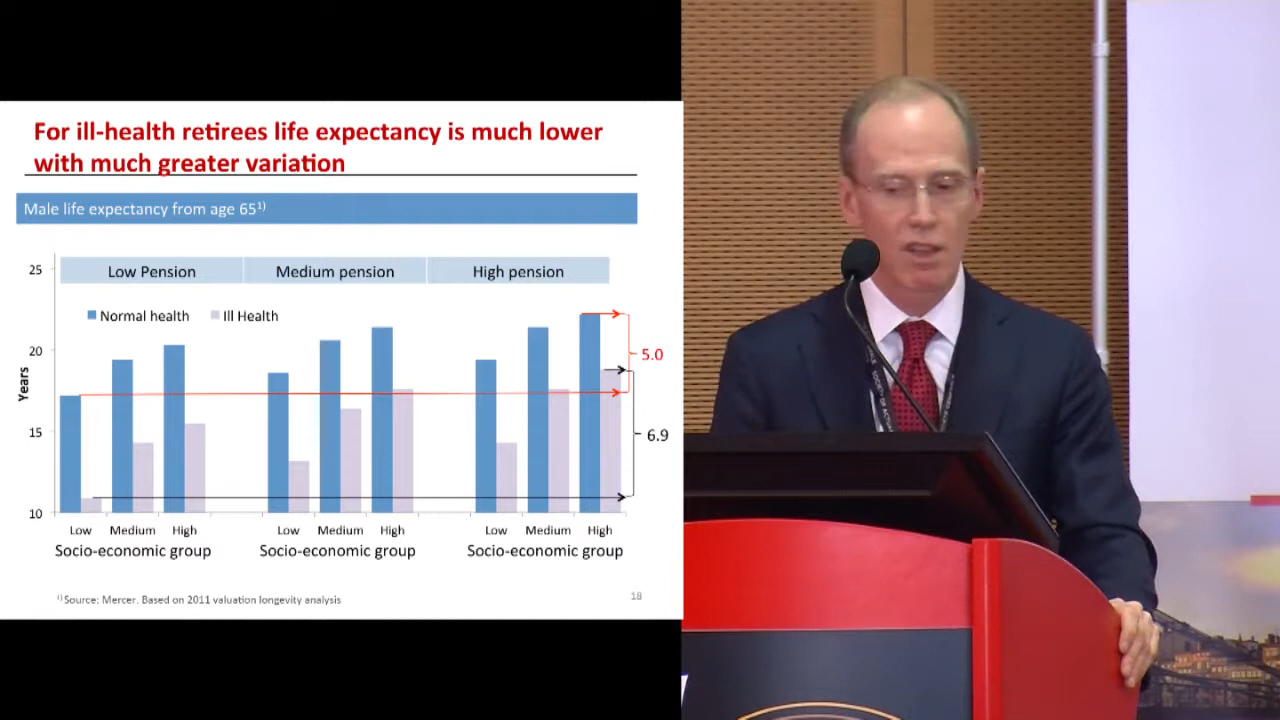 For ill-health retirees life expectancy is much lower
with much greater variation
Male life expectancy from age 65¹⁾
Low Pension Medium pension High pension
Normal health Ill Health
Years
25
20
15
10
5.0
6.9
Low Medium High Low Medium High Low Medium High
Socio-economic group Socio-economic group Socio-economic group
¹⁾ Source: Mercer. Based on 2011 valuation longevity analysis
18
SOCIETY OF